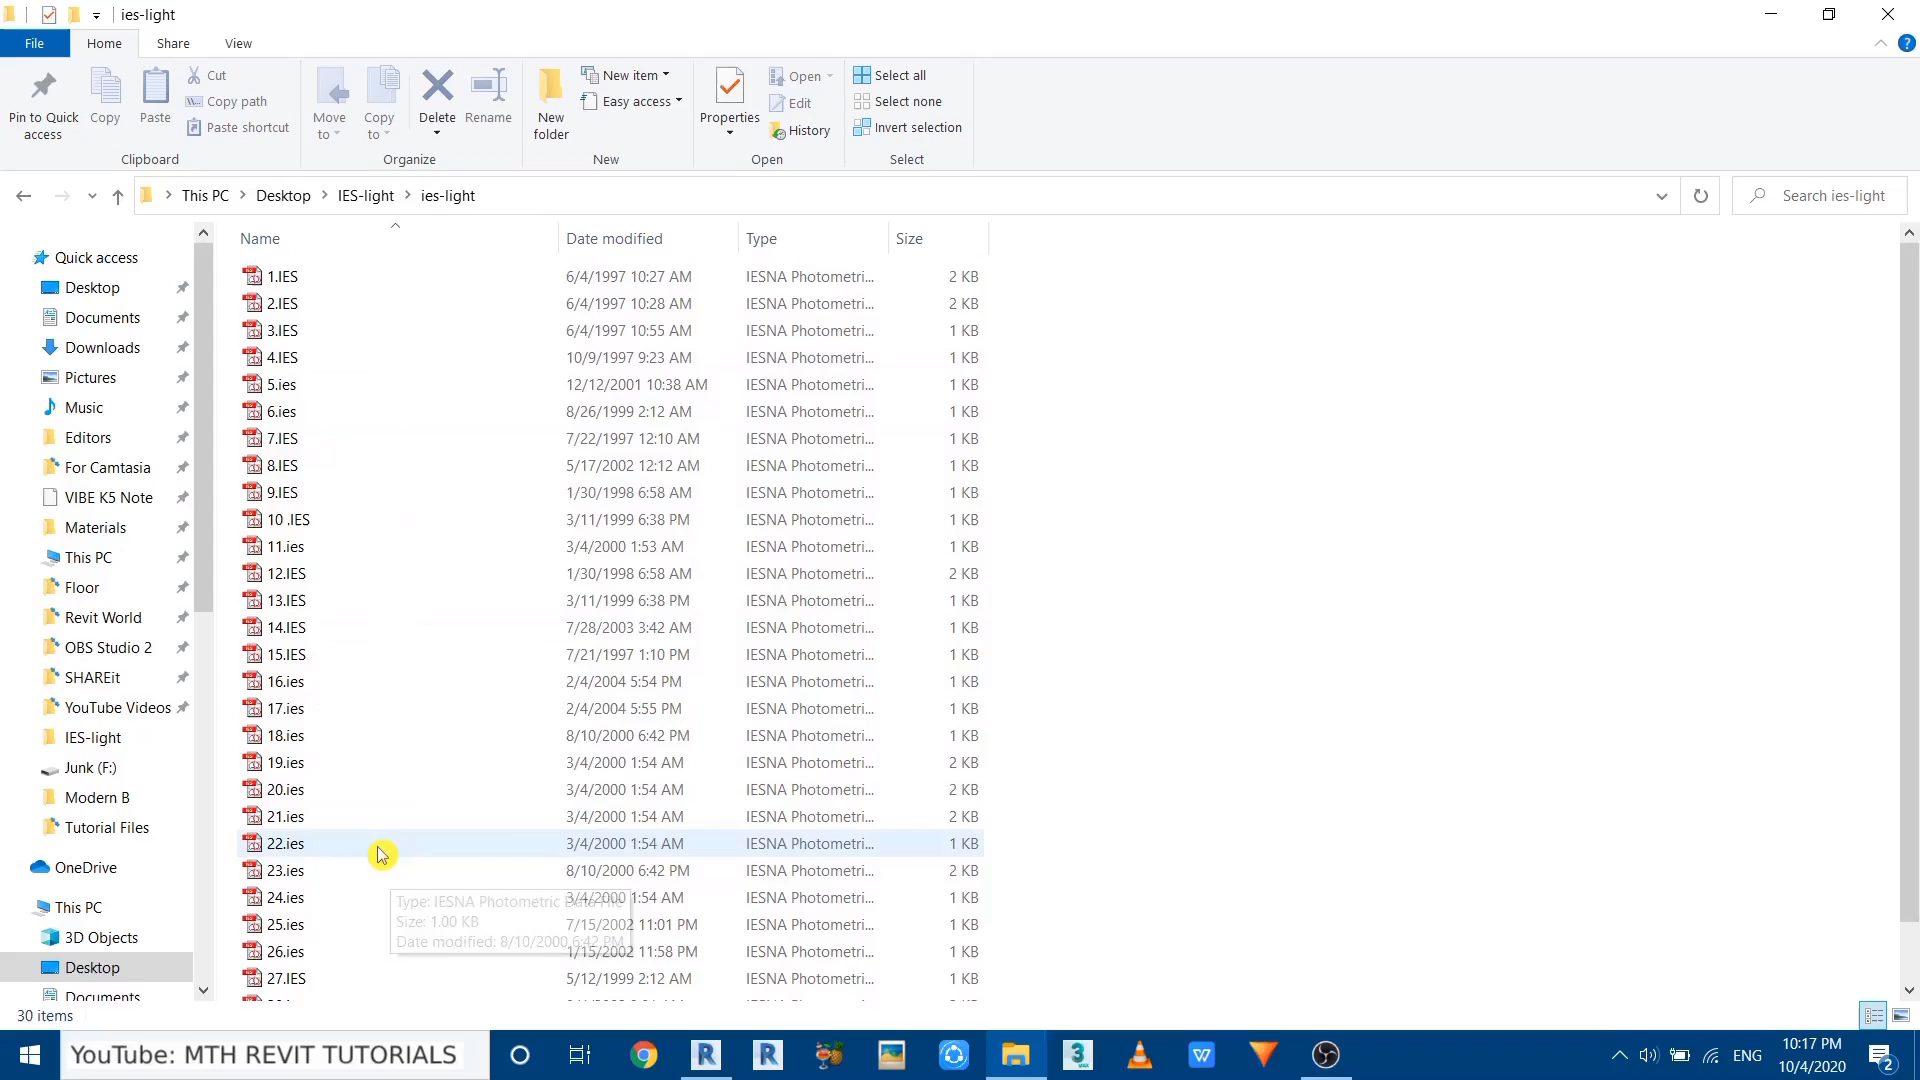 ies-light
File Home Share View
Pin to Quick access
Copy
Paste
Cut
Copy path
Paste shortcut
Clipboard
Move to
Copy to
Delete
Rename
Organize
New folder
New item
Easy access
New
Properties
Open
Edit
History
Open
Select all
Select none
Invert selection
Select
This PC > Desktop > IES-light > ies-light
Search ies-light
Name Date modified Type Size
Quick access
Desktop
Documents
Downloads
Pictures
Music
Editors
For Camtasia
VIBE K5 Note
Materials
This PC
Floor
Revit World
OBS Studio 2
SHAREit
YouTube Videos
IES-light
Junk (F:)
Modern B
Tutorial Files
OneDrive
This PC
3D Objects
Desktop
Documents
1.IES 6/4/1997 10:27 AM IESNA Photometri... 2 KB
2.IES 6/4/1997 10:28 AM IESNA Photometri... 2 KB
3.IES 6/4/1997 10:55 AM IESNA Photometri... 1 KB
4.IES 10/9/1997 9:23 AM IESNA Photometri... 1 KB
5.ies 12/12/2001 10:38 AM IESNA Photometri... 1 KB
6.ies 8/26/1999 2:12 AM IESNA Photometri... 1 KB
7.IES 7/22/1997 12:10 AM IESNA Photometri... 1 KB
8.IES 5/17/2002 12:12 AM IESNA Photometri... 1 KB
9.IES 1/30/1998 6:58 AM IESNA Photometri... 1 KB
10 .IES 3/11/1999 6:38 PM IESNA Photometri... 1 KB
11.ies 3/4/2000 1:53 AM IESNA Photometri... 1 KB
12.IES 1/30/1998 6:58 AM IESNA Photometri... 2 KB
13.IES 3/11/1999 6:38 PM IESNA Photometri... 1 KB
14.IES 7/28/2003 3:42 AM IESNA Photometri... 1 KB
15.IES 7/21/1997 1:10 PM IESNA Photometri... 1 KB
16.ies 2/4/2004 5:54 PM IESNA Photometri... 1 KB
17.ies 2/4/2004 5:55 PM IESNA Photometri... 1 KB
18.ies 8/10/2000 6:42 PM IESNA Photometri... 1 KB
19.ies 3/4/2000 1:54 AM IESNA Photometri... 2 KB
20.ies 3/4/2000 1:54 AM IESNA Photometri... 2 KB
21.ies 3/4/2000 1:54 AM IESNA Photometri... 2 KB
22.ies 3/4/2000 1:54 AM IESNA Photometri... 1 KB
23.ies 8/10/2000 6:42 PM IESNA Photometri... 2 KB
24.ies 3/4/2000 1:54 AM IESNA Photometri... 1 KB
25.ies 7/15/2002 11:01 PM IESNA Photometri... 1 KB
26.ies 1/15/2002 11:58 PM IESNA Photometri... 1 KB
27.IES 5/12/1999 2:12 AM IESNA Photometri... 1 KB
Type: IESNA Photometric Data File
Size: 1.00 KB
Date modified: 8/10/2000 6:42 PM
30 items
YouTube: MTH REVIT TUTORIALS
ENG
10:17 PM
10/4/2020
2